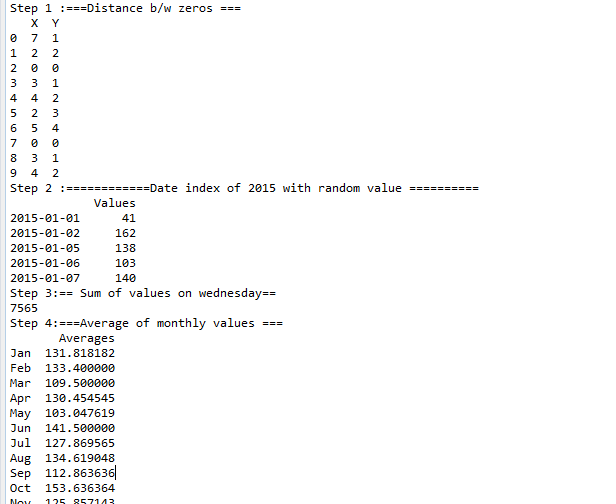 Step 1 :===Distance b/w zeros ===
   X  Y
0  7  1
1  2  2
2  0  0
3  3  1
4  4  2
5  2  3
6  5  4
7  0  0
8  3  1
9  4  2
Step 2 :============Date index of 2015 with random value ==========
            Values
2015-01-01      41
2015-01-02     162
2015-01-05     138
2015-01-06     103
2015-01-07     140
Step 3:== Sum of values on wednesday==
7565
Step 4:===Average of monthly values ===
       Averages
Jan  131.818182
Feb  133.400000
Mar  109.500000
Apr  130.454545
May  103.047619
Jun  141.500000
Jul  127.869565
Aug  134.619048
Sep  112.863636
Oct  153.636364
Nov  125.857143